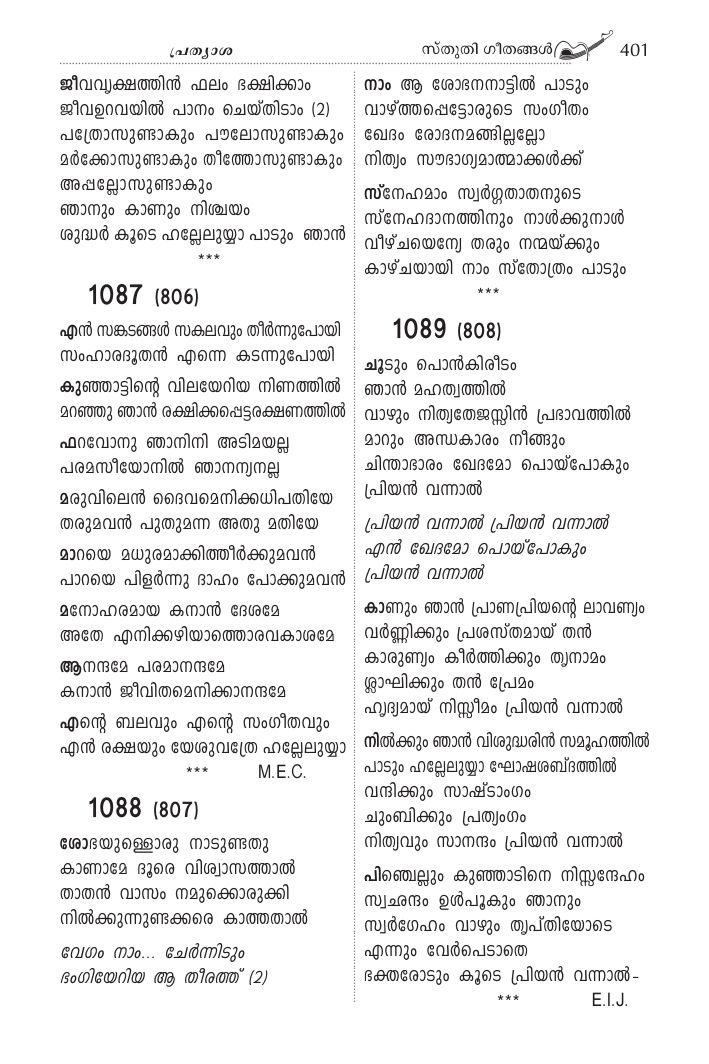 പ്രത്യാശ
സ്തുതി ഗീതങ്ങൾ 401
ജീവവൃക്ഷത്തിൻ ഫലം ഭക്ഷിക്കാം
ജീവഉറവയിൽ പാനം ചെയ്തിടാം (2)
പത്രോസുണ്ടാകും പൗലോസുണ്ടാകും
മർക്കോസുണ്ടാകും തീത്തോസുണ്ടാകും
അപ്പല്ലോസുണ്ടാകും
ഞാനും കാണും നിശ്ചയം
ശുദ്ധർ കൂടെ ഹല്ലേലുയ്യാ പാടും ഞാൻ
***
1087 (806)
എൻ സങ്കടങ്ങൾ സകലവും തീർന്നുപോയി
സംഹാരദൂതൻ എന്നെ കടന്നുപോയി
കുഞ്ഞാട്ടിന്റെ വിലയേറിയ നിണത്തിൽ
മറഞ്ഞു ഞാൻ രക്ഷിക്കപ്പെട്ടരക്ഷണത്തിൽ
ഫറവോനു ഞാനിനി അടിമയല്ല
പരമസീയോനിൽ ഞാനന്യനല്ല
മരുവിലെൻ ദൈവമെനിക്കധിപതിയേ
തരുമവൻ പുതുമന്ന അതു മതിയേ
മാറയെ മധുരമാക്കിത്തീർക്കുമവൻ
പാറയെ പിളർന്നു ദാഹം പോക്കുമവൻ
മനോഹരമായ കനാൻ ദേശമേ
അതേ എനിക്കഴിയാത്തൊരവകാശമേ
ആനന്ദമേ പരമാനന്ദമേ
കനാൻ ജീവിതമെനിക്കാനന്ദമേ
എന്റെ ബലവും എന്റെ സംഗീതവും
എൻ രക്ഷയും യേശുവത്രേ ഹല്ലേലുയ്യാ
*** M.E.C.
1088 (807)
ശോഭയുള്ളൊരു നാടുണ്ടതു
കാണാമേ ദൂരെ വിശ്വാസത്താൽ
താതൻ വാസം നമുക്കൊരുക്കി
നിൽക്കുന്നുണ്ടക്കരെ കാത്തതാൽ
വേഗം നാം... ചേർന്നിടും
ഭംഗിയേറിയ ആ തീരത്ത് (2)
നാം ആ ശോഭനനാട്ടിൽ പാടും
വാഴ്ത്തപ്പെട്ടോരുടെ സംഗീതം
ഖേദം രോദനമങ്ങില്ലല്ലോ
നിത്യം സൗഭാഗ്യമാത്മാക്കൾക്ക്
സ്നേഹമാം സ്വർഗ്ഗതാതനുടെ
സ്നേഹദാനത്തിനും നാൾക്കുനാൾ
വീഴ്ചയെന്യേ തരും നന്മയ്ക്കും
കാഴ്ചയായി നാം സ്തോത്രം പാടും
***
1089 (808)
ചൂടും പൊൻകിരീടം
ഞാൻ മഹത്വത്തിൽ
വാഴും നിത്യതേജസ്സിൻ പ്രഭാവത്തിൽ
മാറും അന്ധകാരം നീങ്ങും
ചിന്താഭാരം ഖേദമോ പൊയ്പോകും
പ്രിയൻ വന്നാൽ
പ്രിയൻ വന്നാൽ പ്രിയൻ വന്നാൽ
എൻ ഖേദമോ പൊയ്പോകും
പ്രിയൻ വന്നാൽ
കാണും ഞാൻ പ്രാണപ്രിയന്റെ ലാവണ്യം
വർണ്ണിക്കും പ്രശസ്തമായ് തൻ
കാരുണ്യം കീർത്തിക്കും തൃനാമം
ശ്ലാഘിക്കും തൻ പ്രേമം
ഹൃദ്യമായ് നിസ്സീമം പ്രിയൻ വന്നാൽ
നിൽക്കും ഞാൻ വിശുദ്ധരിൻ സമൂഹത്തിൽ
പാടും ഹല്ലേലുയ്യാ ഘോഷശബ്ദത്തിൽ
വന്ദിക്കും സാഷ്ടാംഗം
ചുംബിക്കും പ്രത്യംഗം
നിത്യവും സാനന്ദം പ്രിയൻ വന്നാൽ
പിഞ്ചെല്ലും കുഞ്ഞാടിനെ നിസ്സന്ദേഹം
സ്വഛന്ദം ഉൾപൂകും ഞാനും
സ്വർഗേഹം വാഴും തൃപ്തിയോടെ
എന്നും വേർപെടാതെ
ഭക്തരോടും കൂടെ പ്രിയൻ വന്നാൽ-
*** E.I.J.